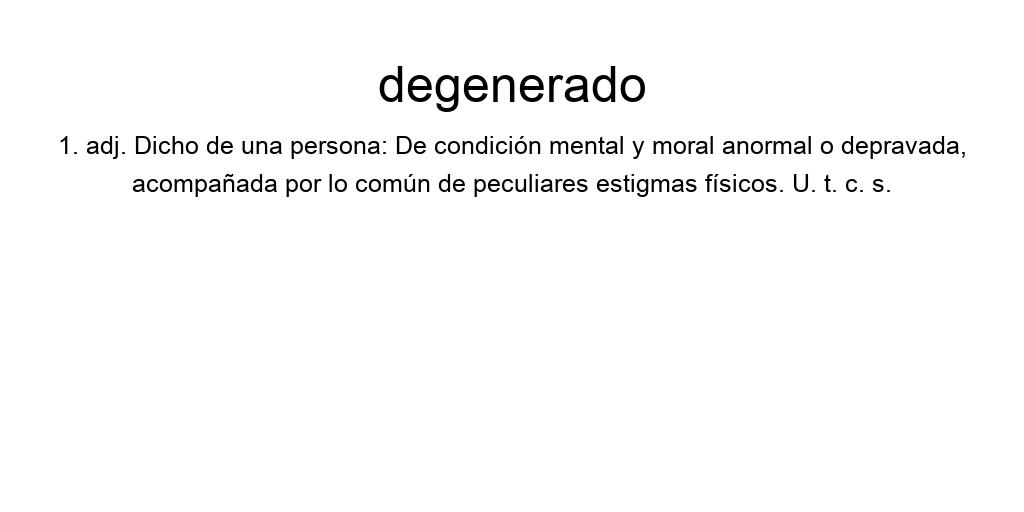 degenerado
1. adj. Dicho de una persona: De condición mental y moral anormal o depravada,
acompañada por lo común de peculiares estigmas físicos. U. t. c. s.